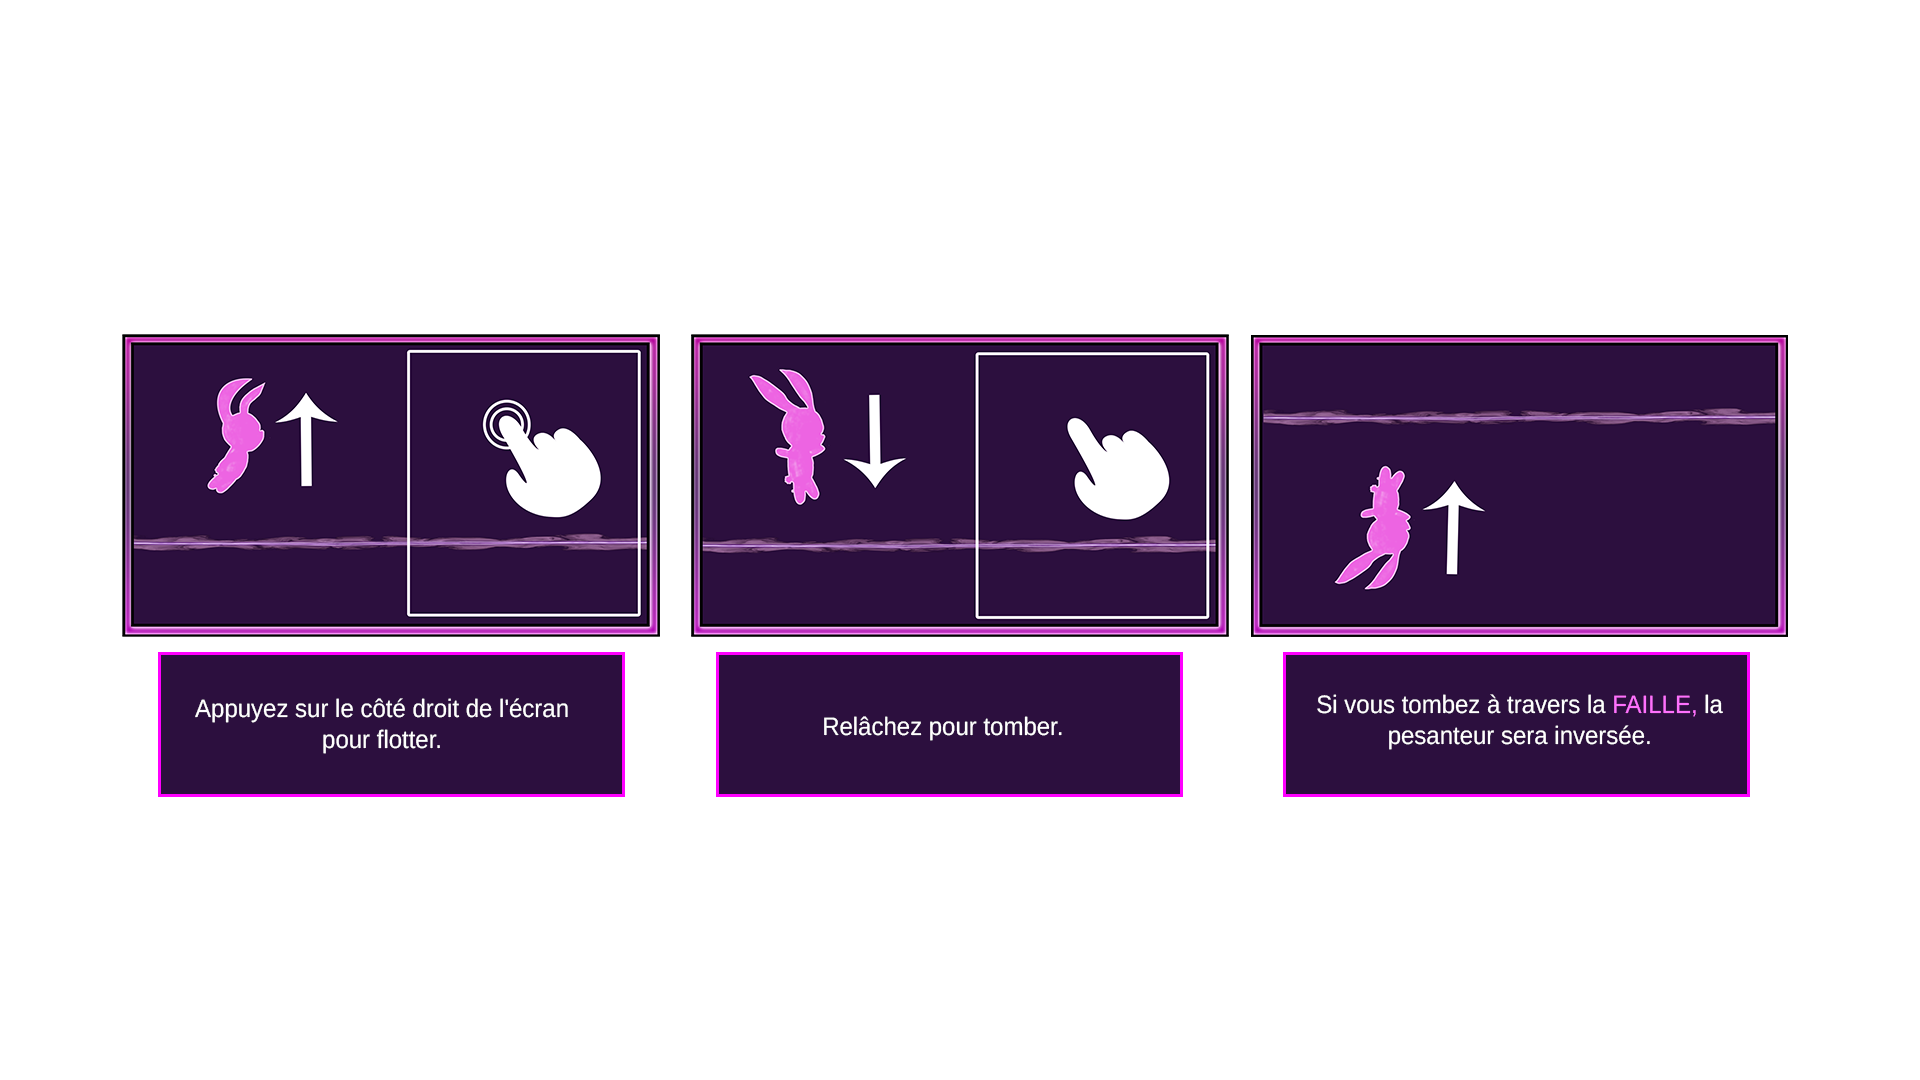 Appuyez sur le côté droit de l'écran
pour flotter.
Relâchez pour tomber.
Si vous tombez à travers la FAILLE, la
pesanteur sera inversée.